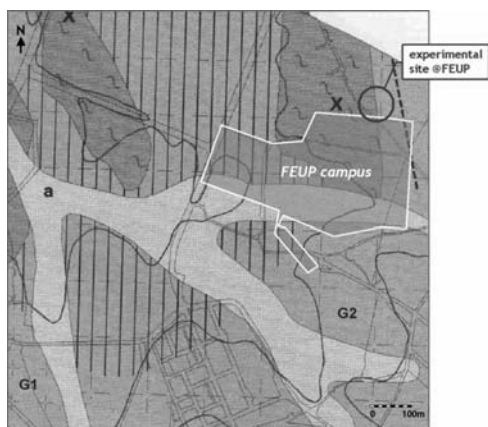 N
X
experimental
site @FEUP
X
FEUP campus
a
G2
G1
0 100m